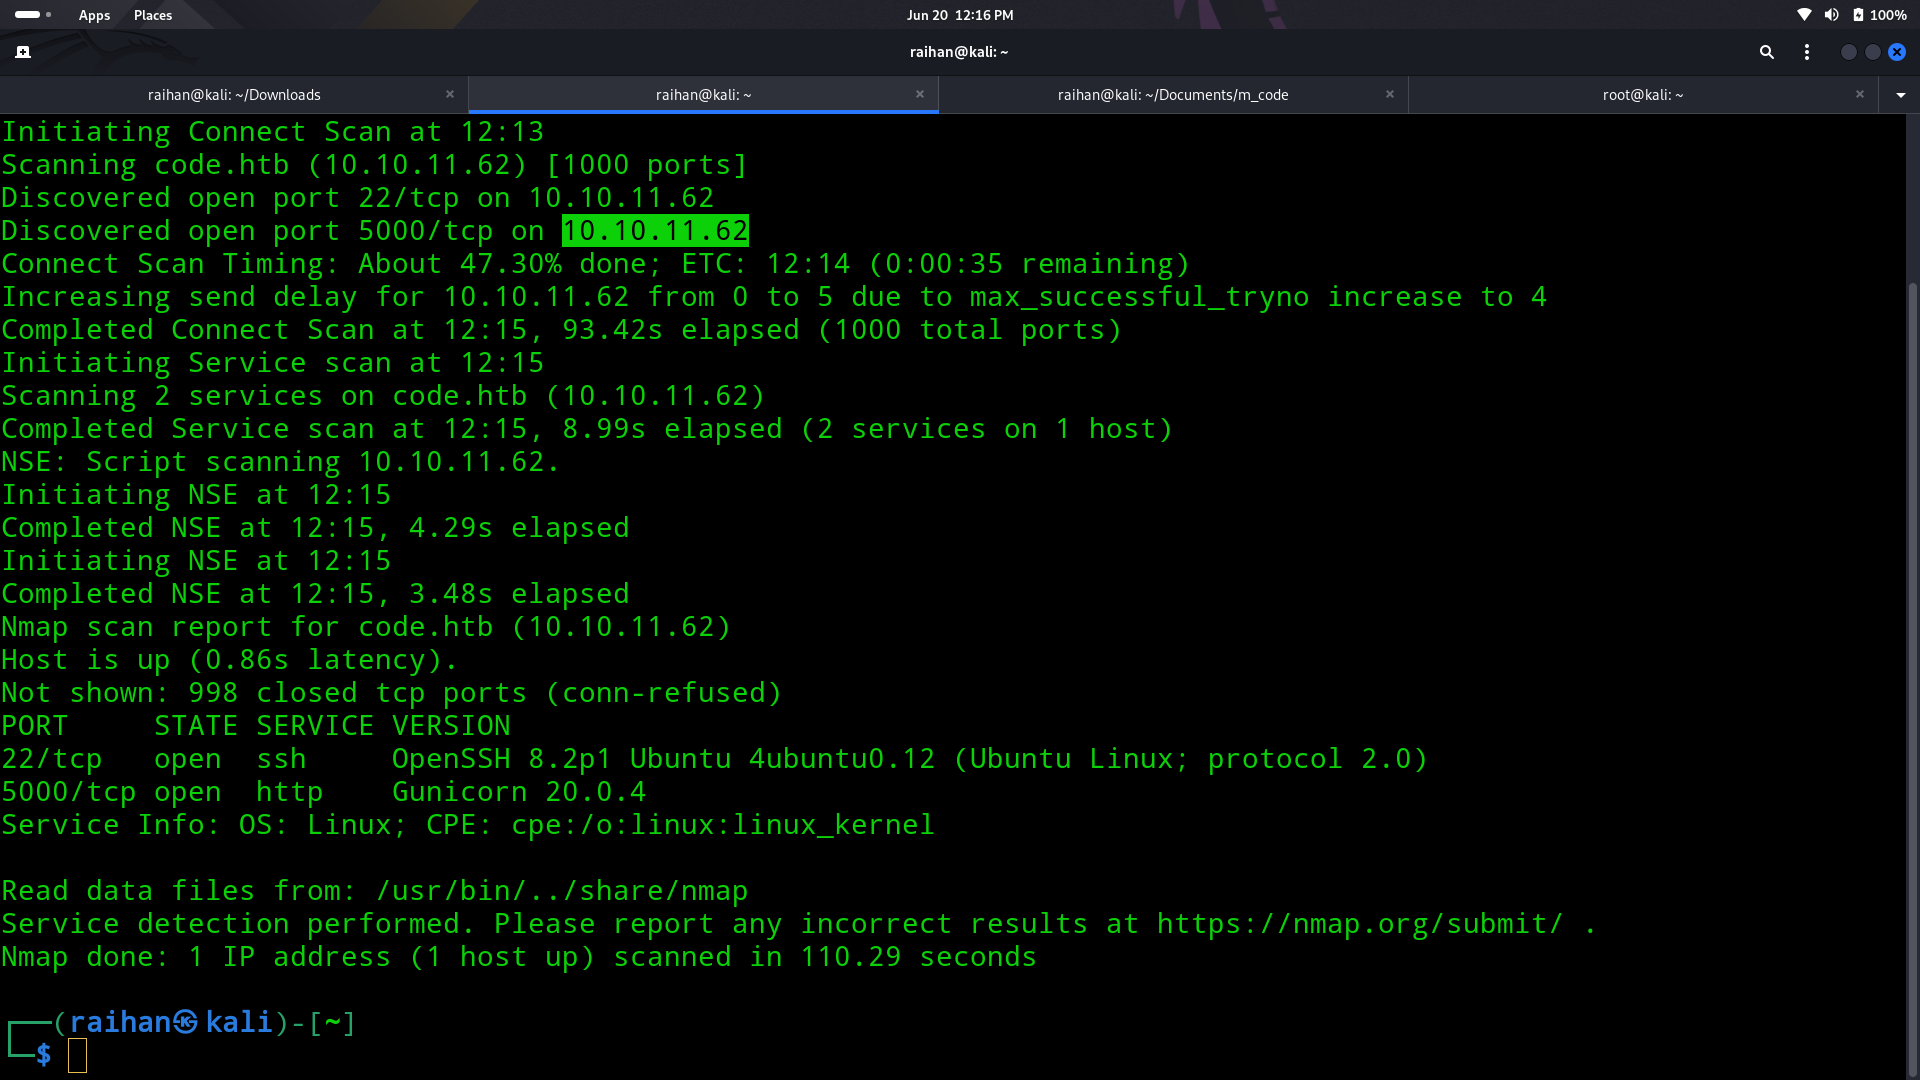 Apps Places Jun 20 12:16 PM 100%
raihan@kali: ~
raihan@kali: ~/Downloads raihan@kali: ~ raihan@kali: ~/Documents/m_code root@kali: ~
Initiating Connect Scan at 12:13
Scanning code.htb (10.10.11.62) [1000 ports]
Discovered open port 22/tcp on 10.10.11.62
Discovered open port 5000/tcp on 10.10.11.62
Connect Scan Timing: About 47.30% done; ETC: 12:14 (0:00:35 remaining)
Increasing send delay for 10.10.11.62 from 0 to 5 due to max_successful_tryno increase to 4
Completed Connect Scan at 12:15, 93.42s elapsed (1000 total ports)
Initiating Service scan at 12:15
Scanning 2 services on code.htb (10.10.11.62)
Completed Service scan at 12:15, 8.99s elapsed (2 services on 1 host)
NSE: Script scanning 10.10.11.62.
Initiating NSE at 12:15
Completed NSE at 12:15, 4.29s elapsed
Initiating NSE at 12:15
Completed NSE at 12:15, 3.48s elapsed
Nmap scan report for code.htb (10.10.11.62)
Host is up (0.86s latency).
Not shown: 998 closed tcp ports (conn-refused)
PORT     STATE SERVICE VERSION
22/tcp   open  ssh     OpenSSH 8.2p1 Ubuntu 4ubuntu0.12 (Ubuntu Linux; protocol 2.0)
5000/tcp open  http    Gunicorn 20.0.4
Service Info: OS: Linux; CPE: cpe:/o:linux:linux_kernel
Read data files from: /usr/bin/../share/nmap
Service detection performed. Please report any incorrect results at https://nmap.org/submit/ .
Nmap done: 1 IP address (1 host up) scanned in 110.29 seconds
┌──(raihan㉿kali)-[~]
└─$